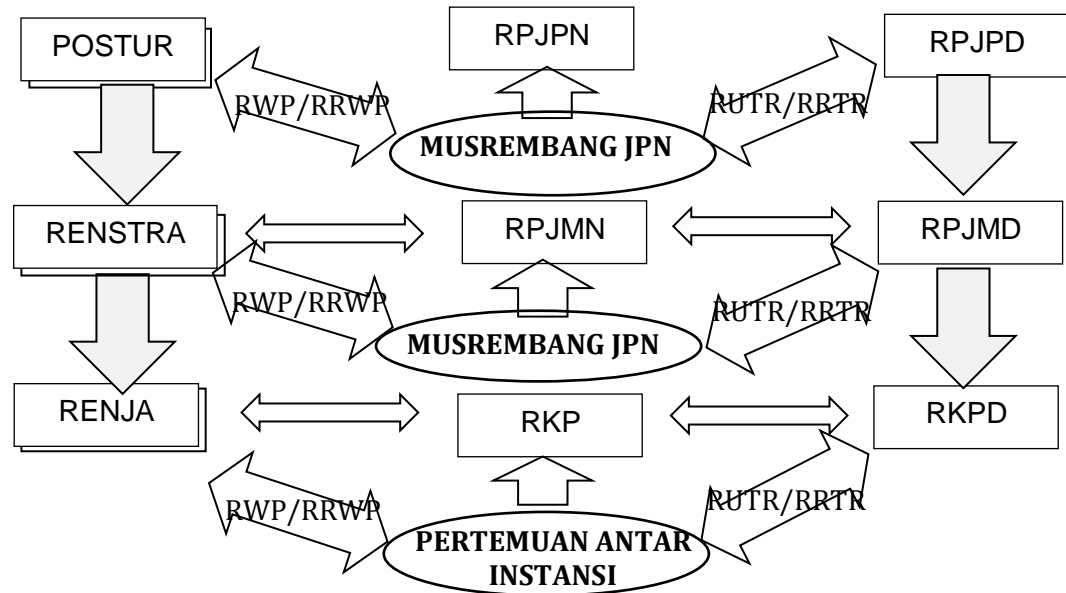 POSTUR
RPJPN
RPJPD
RWP/RRWP
RUTR/RRTR
MUSREMBANG JPN
RENSTRA
RPJMN
RPJMD
RWP/RRWP
RUTR/RRTR
MUSREMBANG JPN
RENJA
RKP
RKPD
RWP/RRWP
RUTR/RRTR
PERTEMUAN ANTAR
INSTANSI